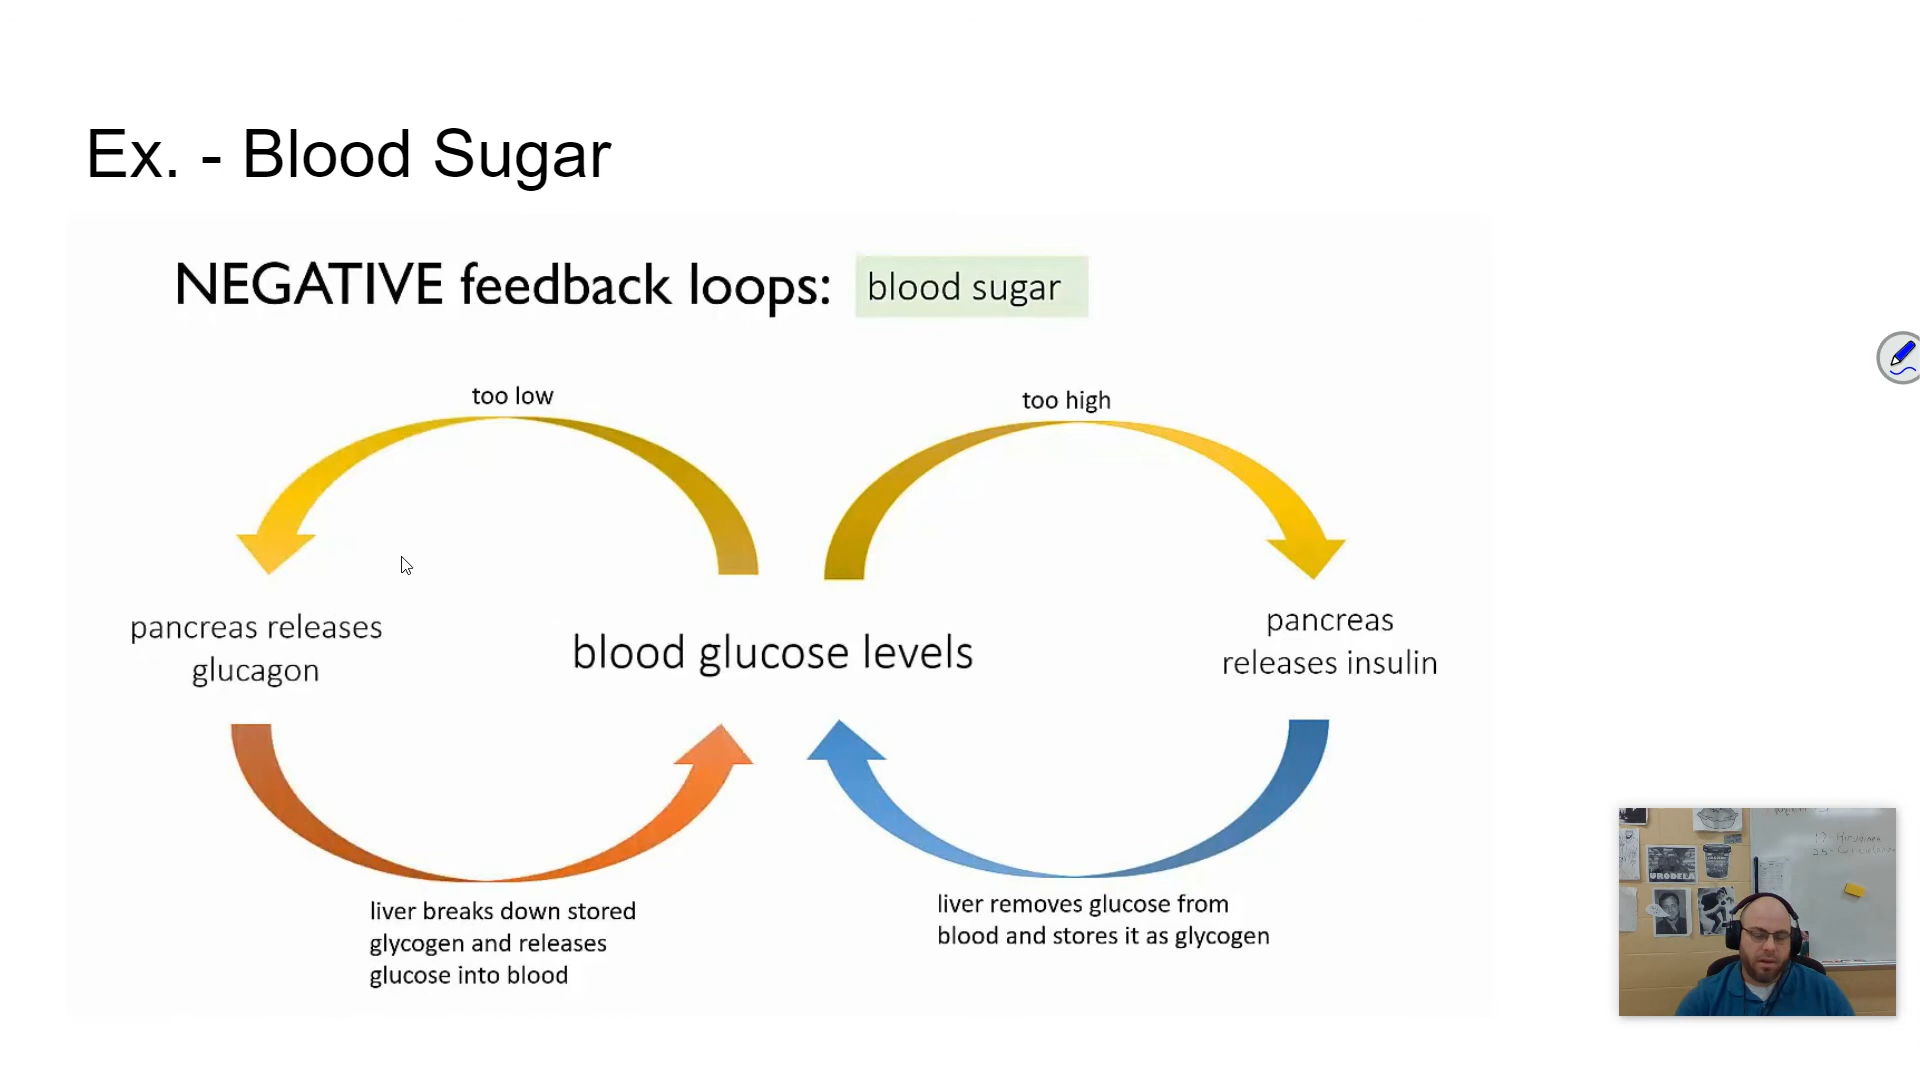 Ex. - Blood Sugar
NEGATIVE feedback loops:
blood sugar
too low
too high
pancreas releases
glucagon
blood glucose levels
pancreas
releases insulin
liver breaks down stored
glycogen and releases
glucose into blood
liver removes glucose from
blood and stores it as glycogen
URODELA